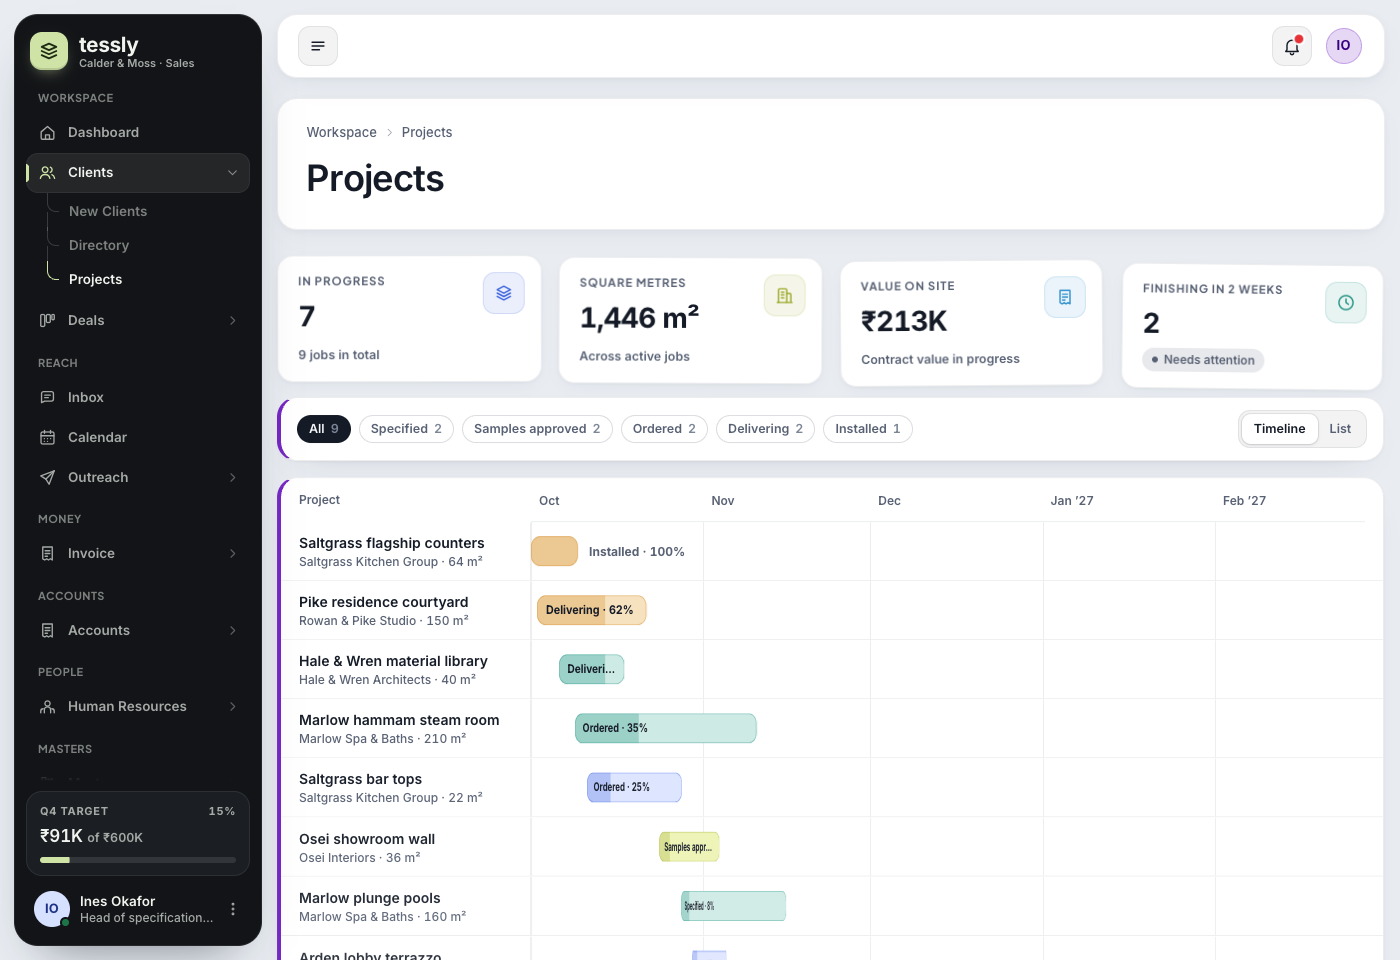 tessly
Calder & Moss · Sales
WORKSPACE
Dashboard
Clients
New Clients
Directory
Projects
Deals
REACH
Inbox
Calendar
Outreach
MONEY
Invoice
ACCOUNTS
Accounts
PEOPLE
Human Resources
MASTERS
Q4 TARGET 15%
₹91K of ₹600K
IO
Ines Okafor
Head of specification...
IO
Workspace > Projects
Projects
IN PROGRESS
7
9 jobs in total
SQUARE METRES
1,446 m²
Across active jobs
VALUE ON SITE
₹213K
Contract value in progress
FINISHING IN 2 WEEKS
2
Needs attention
All 9 Specified 2 Samples approved 2 Ordered 2 Delivering 2 Installed 1
Timeline List
Project Oct Nov Dec Jan ’27 Feb ’27
Saltgrass flagship counters
Saltgrass Kitchen Group · 64 m²
Installed · 100%
Pike residence courtyard
Rowan & Pike Studio · 150 m²
Delivering · 62%
Hale & Wren material library
Hale & Wren Architects · 40 m²
Deliveri...
Marlow hammam steam room
Marlow Spa & Baths · 210 m²
Ordered · 35%
Saltgrass bar tops
Saltgrass Kitchen Group · 22 m²
Ordered · 25%
Osei showroom wall
Osei Interiors · 36 m²
Samples appr...
Marlow plunge pools
Marlow Spa & Baths · 160 m²
Specified · 8%
Arden lobby terrazzo